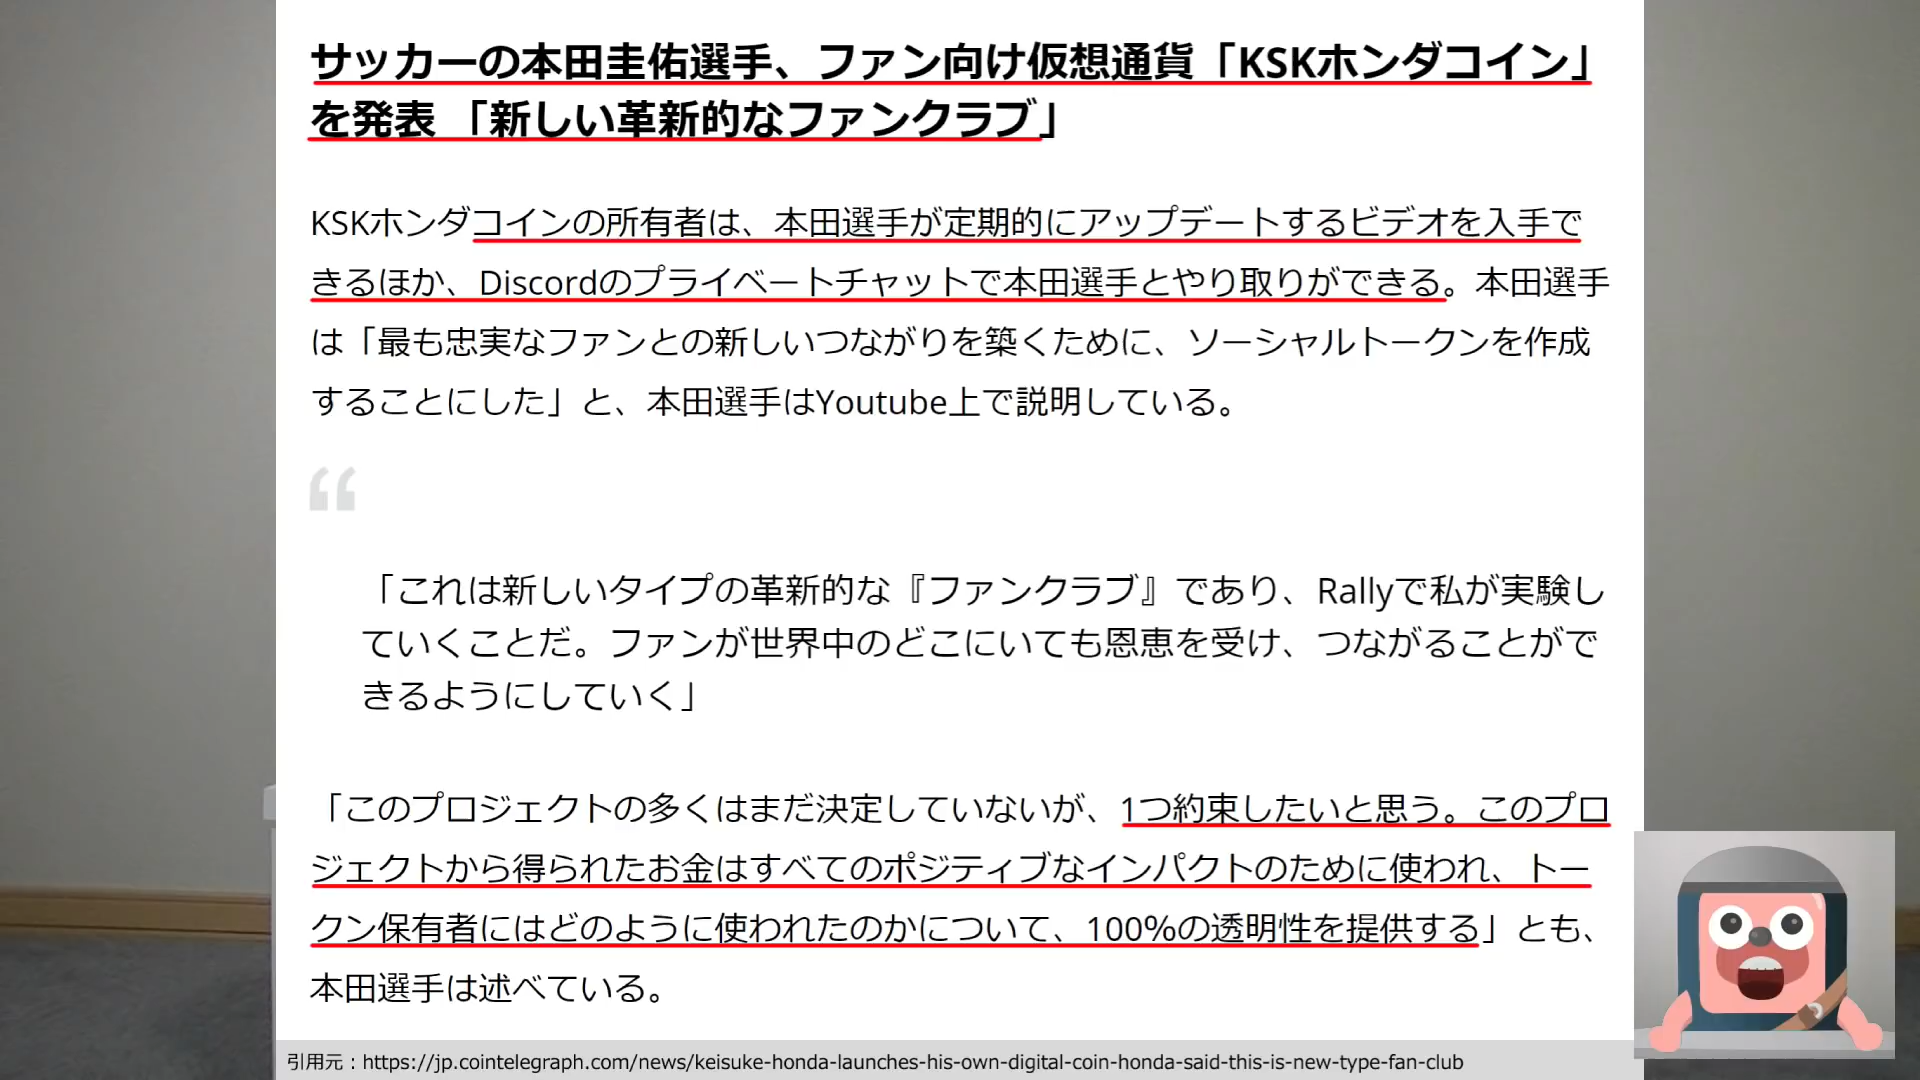 サッカーの本田圭佑選手、ファン向け仮想通貨「KSKホンダコイン」
を発表 「新しい革新的なファンクラブ」
KSKホンダコインの所有者は、本田選手が定期的にアップデートするビデオを入手で
きるほか、Discordのプライベートチャットで本田選手とやり取りができる。本田選手
は「最も忠実なファンとの新しいつながりを築くために、ソーシャルトークンを作成
することにした」と、本田選手はYoutube上で説明している。
“
「これは新しいタイプの革新的な『ファンクラブ』であり、Rallyで私が実験し
ていくことだ。ファンが世界中のどこにいても恩恵を受け、つながることがで
きるようにしていく」
「このプロジェクトの多くはまだ決定していないが、1つ約束したいと思う。このプロ
ジェクトから得られたお金はすべてのポジティブなインパクトのために使われ、トー
クン保有者にはどのように使われたのかについて、100%の透明性を提供する」とも、
本田選手は述べている。
引用元：https://jp.cointelegraph.com/news/keisuke-honda-launches-his-own-digital-coin-honda-said-this-is-new-type-fan-club